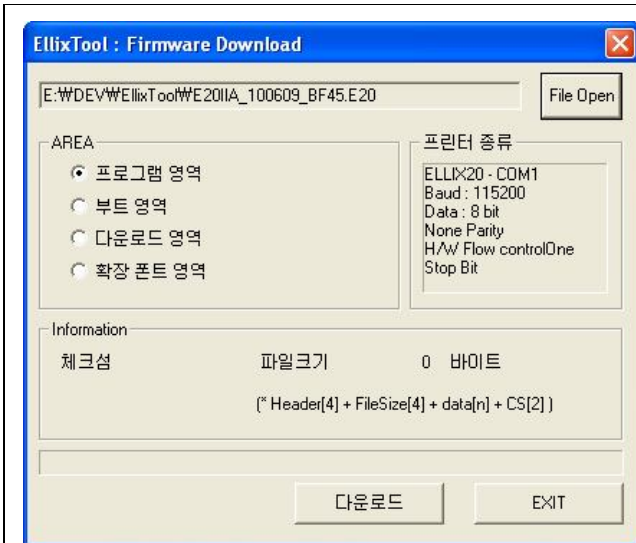 EllixTool : Firmware Download
E:₩DEV₩EllixTool₩E20IIA_100609_BF45.E20
File Open
AREA
프로그램 영역
부트 영역
다운로드 영역
확장 폰트 영역
프린터 종류
ELLIX20 - COM1
Baud : 115200
Data : 8 bit
None Parity
H/W Flow controlOne
Stop Bit
Information
체크섬 파일크기 0 바이트
(* Header[4] + FileSize[4] + data[n] + CS[2] )
다운로드 EXIT